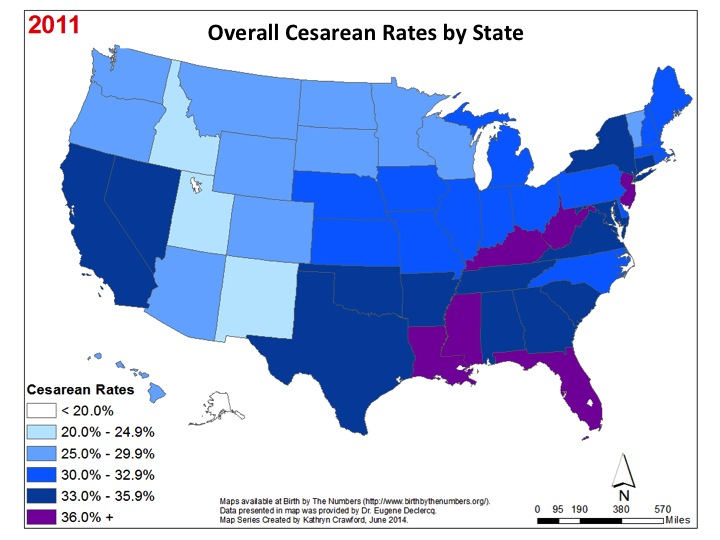 2011
Overall Cesarean Rates by State
Cesarean Rates
< 20.0%
20.0% - 24.9%
25.0% - 29.9%
30.0% - 32.9%
33.0% - 35.9%
36.0% +
Maps available at Birth by The Numbers (http://www.birthbythenumbers.org/).
Data presented in map was provided by Dr. Eugene Declercq.
Map Series Created by Kathryn Crawford, June 2014.
N
0 95 190 380 570
Miles